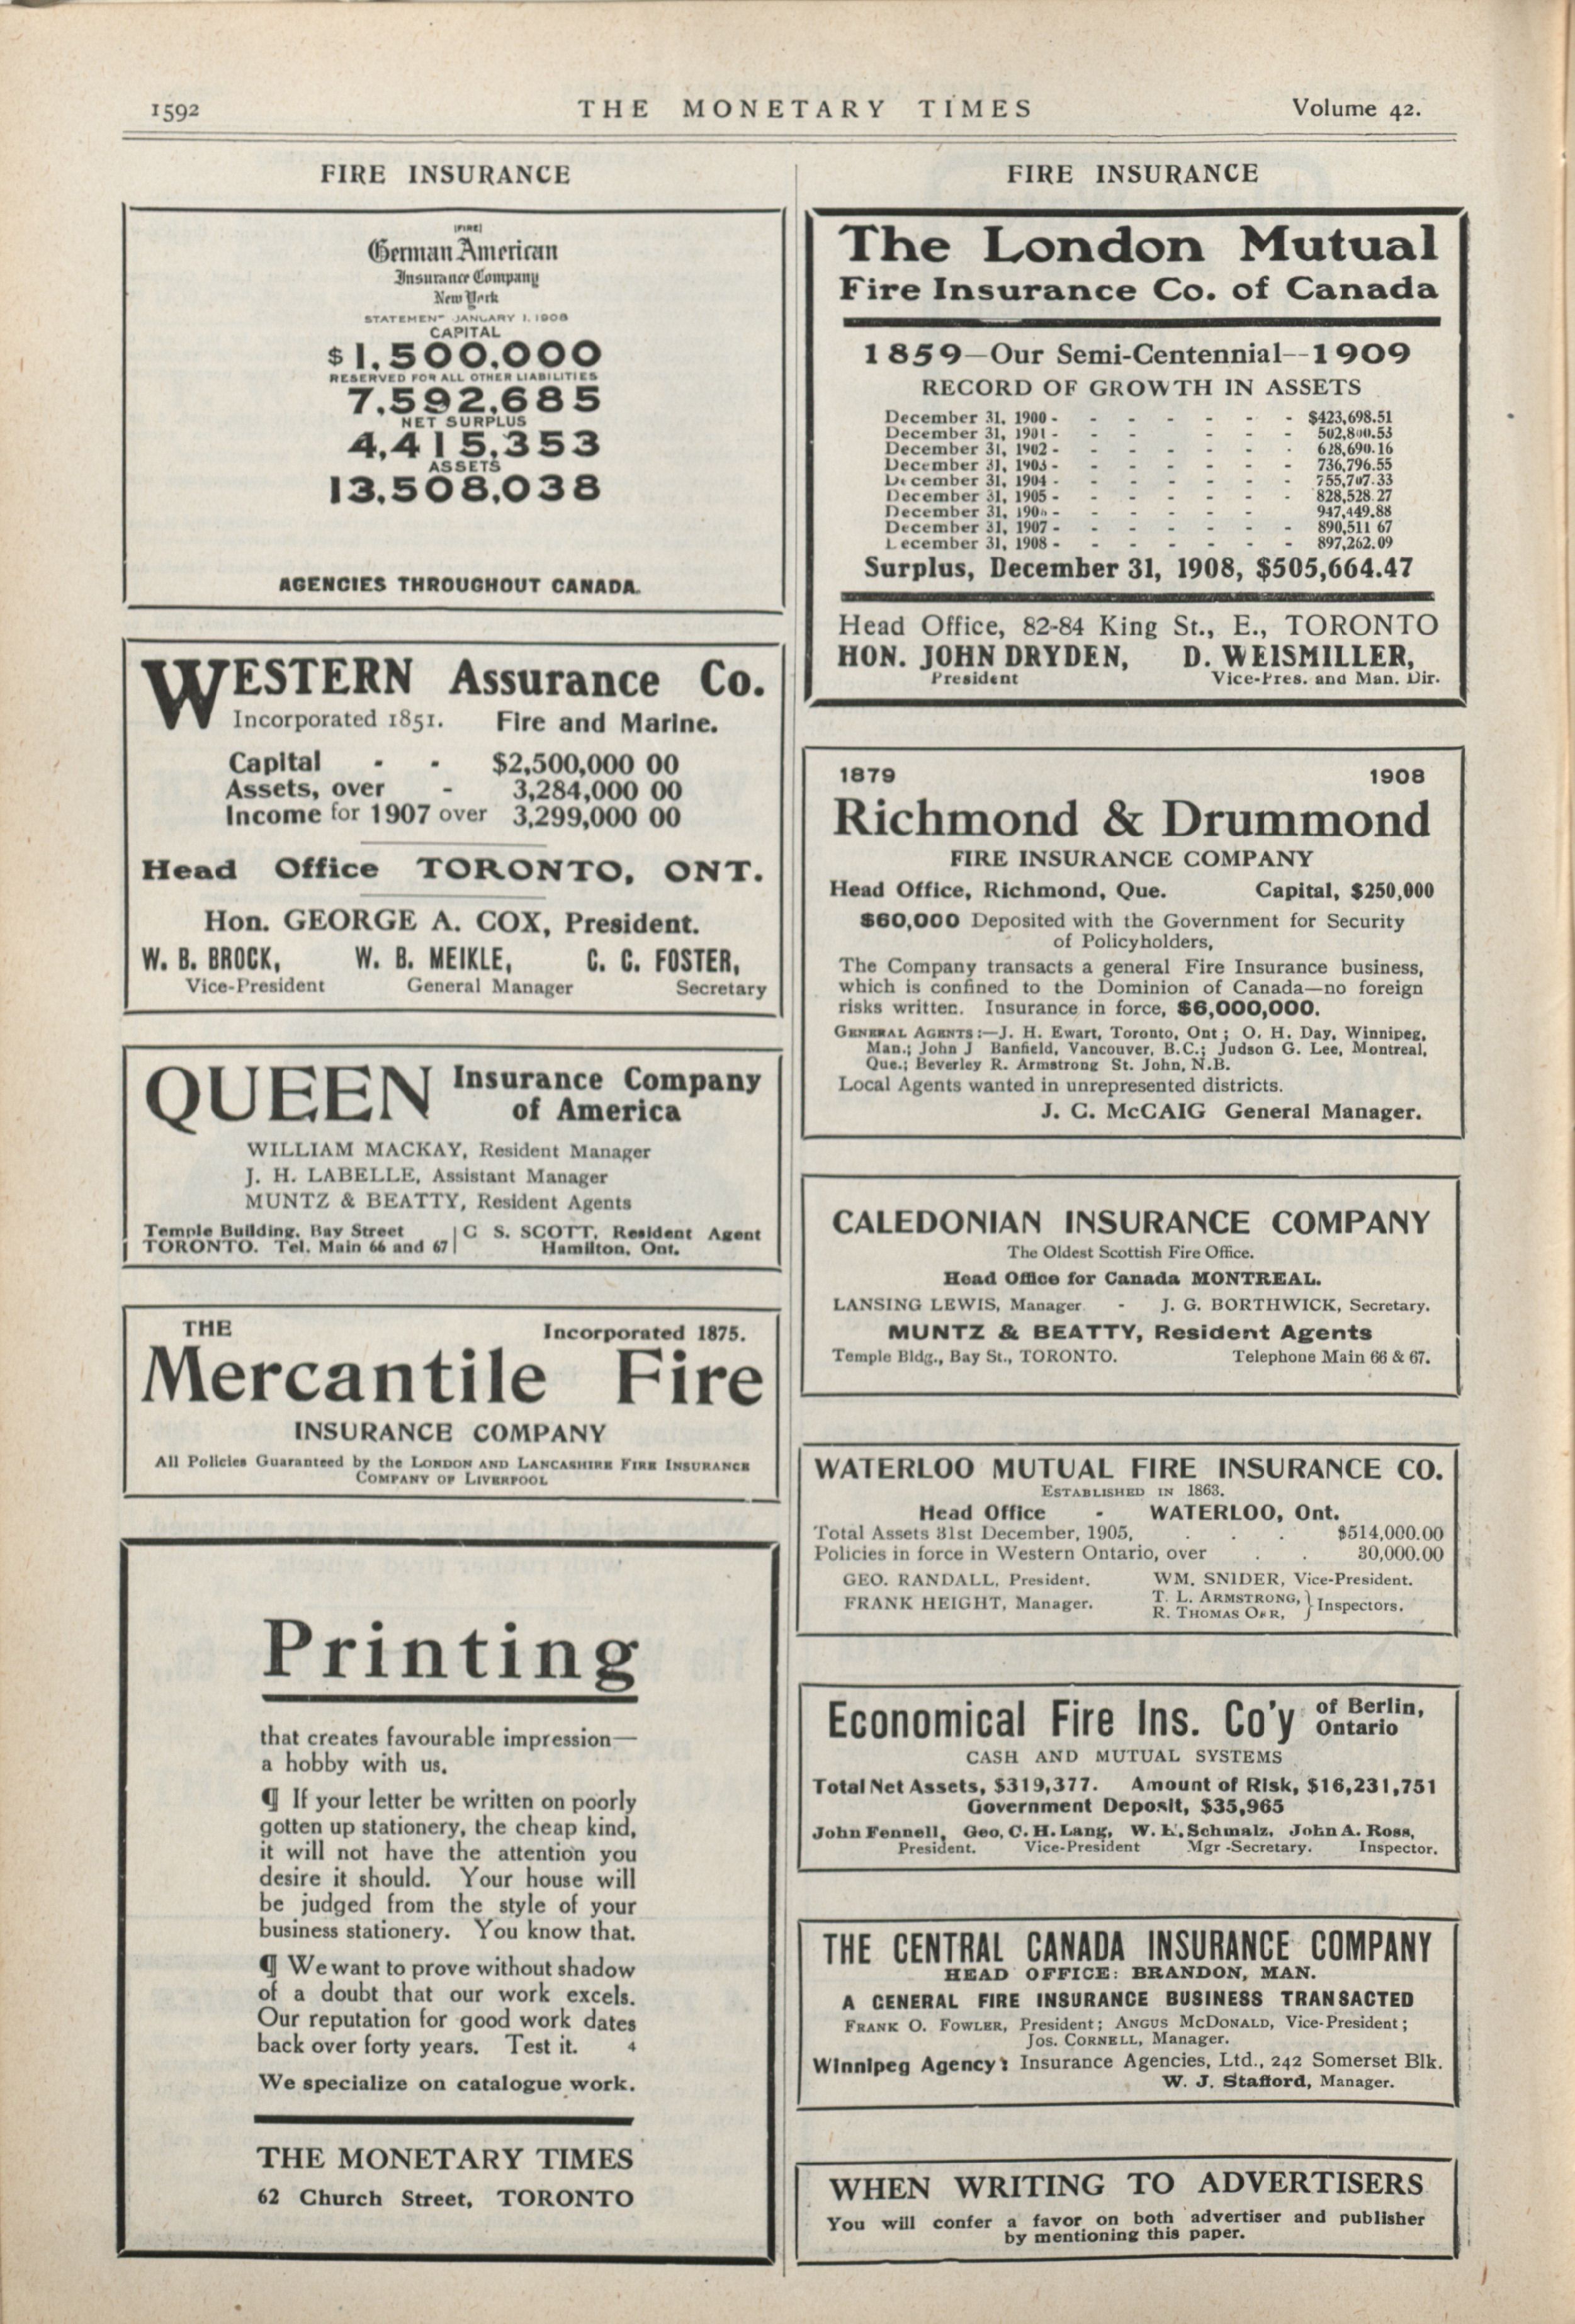 1592
THE MONETARY TIMES
Volume 42.
FIRE INSURANCE
(FIRE)
German American
Insurance Company
New York
STATEMENT JANUARY 1, 1908
CAPITAL
$1,500,000
RESERVED FOR ALL OTHER LIABILITIES
7,592,685
NET SURPLUS
4,415,353
ASSETS
13,508,038
AGENCIES THROUGHOUT CANADA.
WESTERN Assurance Co.
Incorporated 1851. Fire and Marine.
Capital - - $2,500,000 00
Assets, over - 3,284,000 00
Income for 1907 over 3,299,000 00
Head Office TORONTO, ONT.
Hon. GEORGE A. COX, President.
W. B. BROCK, W. B. MEIKLE, C. C. FOSTER,
Vice-President General Manager Secretary
QUEEN Insurance Company
of America
WILLIAM MACKAY, Resident Manager
J. H. LABELLE, Assistant Manager
MUNTZ & BEATTY, Resident Agents
Temple Building, Bay Street | C S. SCOTT, Resident Agent
TORONTO. Tel. Main 66 and 67 | Hamilton, Ont.
THE Incorporated 1875.
Mercantile Fire
INSURANCE COMPANY
All Policies Guaranteed by the LONDON AND LANCASHIRE FIRE INSURANCE
COMPANY OF LIVERPOOL
Printing
that creates favourable impression—
a hobby with us.
¶ If your letter be written on poorly
gotten up stationery, the cheap kind,
it will not have the attention you
desire it should. Your house will
be judged from the style of your
business stationery. You know that.
¶ We want to prove without shadow
of a doubt that our work excels.
Our reputation for good work dates
back over forty years. Test it. 4
We specialize on catalogue work.
THE MONETARY TIMES
62 Church Street, TORONTO
FIRE INSURANCE
The London Mutual
Fire Insurance Co. of Canada
1859—Our Semi-Centennial--1909
RECORD OF GROWTH IN ASSETS
December 31, 1900 - - - - - - - $423,698.51
December 31, 1901 - - - - - - 502,800.53
December 31, 1902 - - - - - - - 628,690.16
December 31, 1903 - - - - - - - 736,796.55
December 31, 1904 - - - - - - - 755,707.33
December 31, 1905 - - - - - - - 828,528.27
December 31, 1906 - - - - - - 947,449.88
December 31, 1907 - - - - - - - 890,511 67
December 31, 1908 - - - - - - - 897,262.09
Surplus, December 31, 1908, $505,664.47
Head Office, 82-84 King St., E., TORONTO
HON. JOHN DRYDEN, D. WEISMILLER,
President Vice-Pres. and Man. Dir.
1879 1908
Richmond & Drummond
FIRE INSURANCE COMPANY
Head Office, Richmond, Que. Capital, $250,000
$60,000 Deposited with the Government for Security
of Policyholders,
The Company transacts a general Fire Insurance business,
which is confined to the Dominion of Canada—no foreign
risks written. Insurance in force, $6,000,000.
GENERAL AGENTS:—J. H. Ewart, Toronto, Ont ; O. H. Day, Winnipeg,
Man.; John J Banfield, Vancouver, B.C.; Judson G. Lee, Montreal,
Que.; Beverley R. Armstrong St. John, N.B.
Local Agents wanted in unrepresented districts.
J. C. McCAIG General Manager.
CALEDONIAN INSURANCE COMPANY
The Oldest Scottish Fire Office.
Head Office for Canada MONTREAL.
LANSING LEWIS, Manager. - J. G. BORTHWICK, Secretary.
MUNTZ & BEATTY, Resident Agents
Temple Bldg., Bay St., TORONTO. Telephone Main 66 & 67.
WATERLOO MUTUAL FIRE INSURANCE CO.
ESTABLISHED IN 1863.
Head Office - WATERLOO, Ont.
Total Assets 31st December, 1905, . . . $514,000.00
Policies in force in Western Ontario, over . . 30,000.00
GEO. RANDALL, President. WM. SNIDER, Vice-President.
FRANK HEIGHT, Manager. T. L. ARMSTRONG, } Inspectors.
R. THOMAS ORR,
Economical Fire Ins. Co'y of Berlin,
Ontario
CASH AND MUTUAL SYSTEMS
Total Net Assets, $319,377. Amount of Risk, $16,231,751
Government Deposit, $35,965
John Fennell, Geo. C. H. Lang, W. H. Schmalz, John A. Ross,
President. Vice-President Mgr -Secretary. Inspector.
THE CENTRAL CANADA INSURANCE COMPANY
HEAD OFFICE: BRANDON, MAN.
A GENERAL FIRE INSURANCE BUSINESS TRANSACTED
FRANK O. FOWLER, President ; ANGUS McDONALD, Vice-President ;
JOS. CORNELL, Manager.
Winnipeg Agency: Insurance Agencies, Ltd., 242 Somerset Blk.
W. J. Stafford, Manager.
WHEN WRITING TO ADVERTISERS
You will confer a favor on both advertiser and publisher
by mentioning this paper.